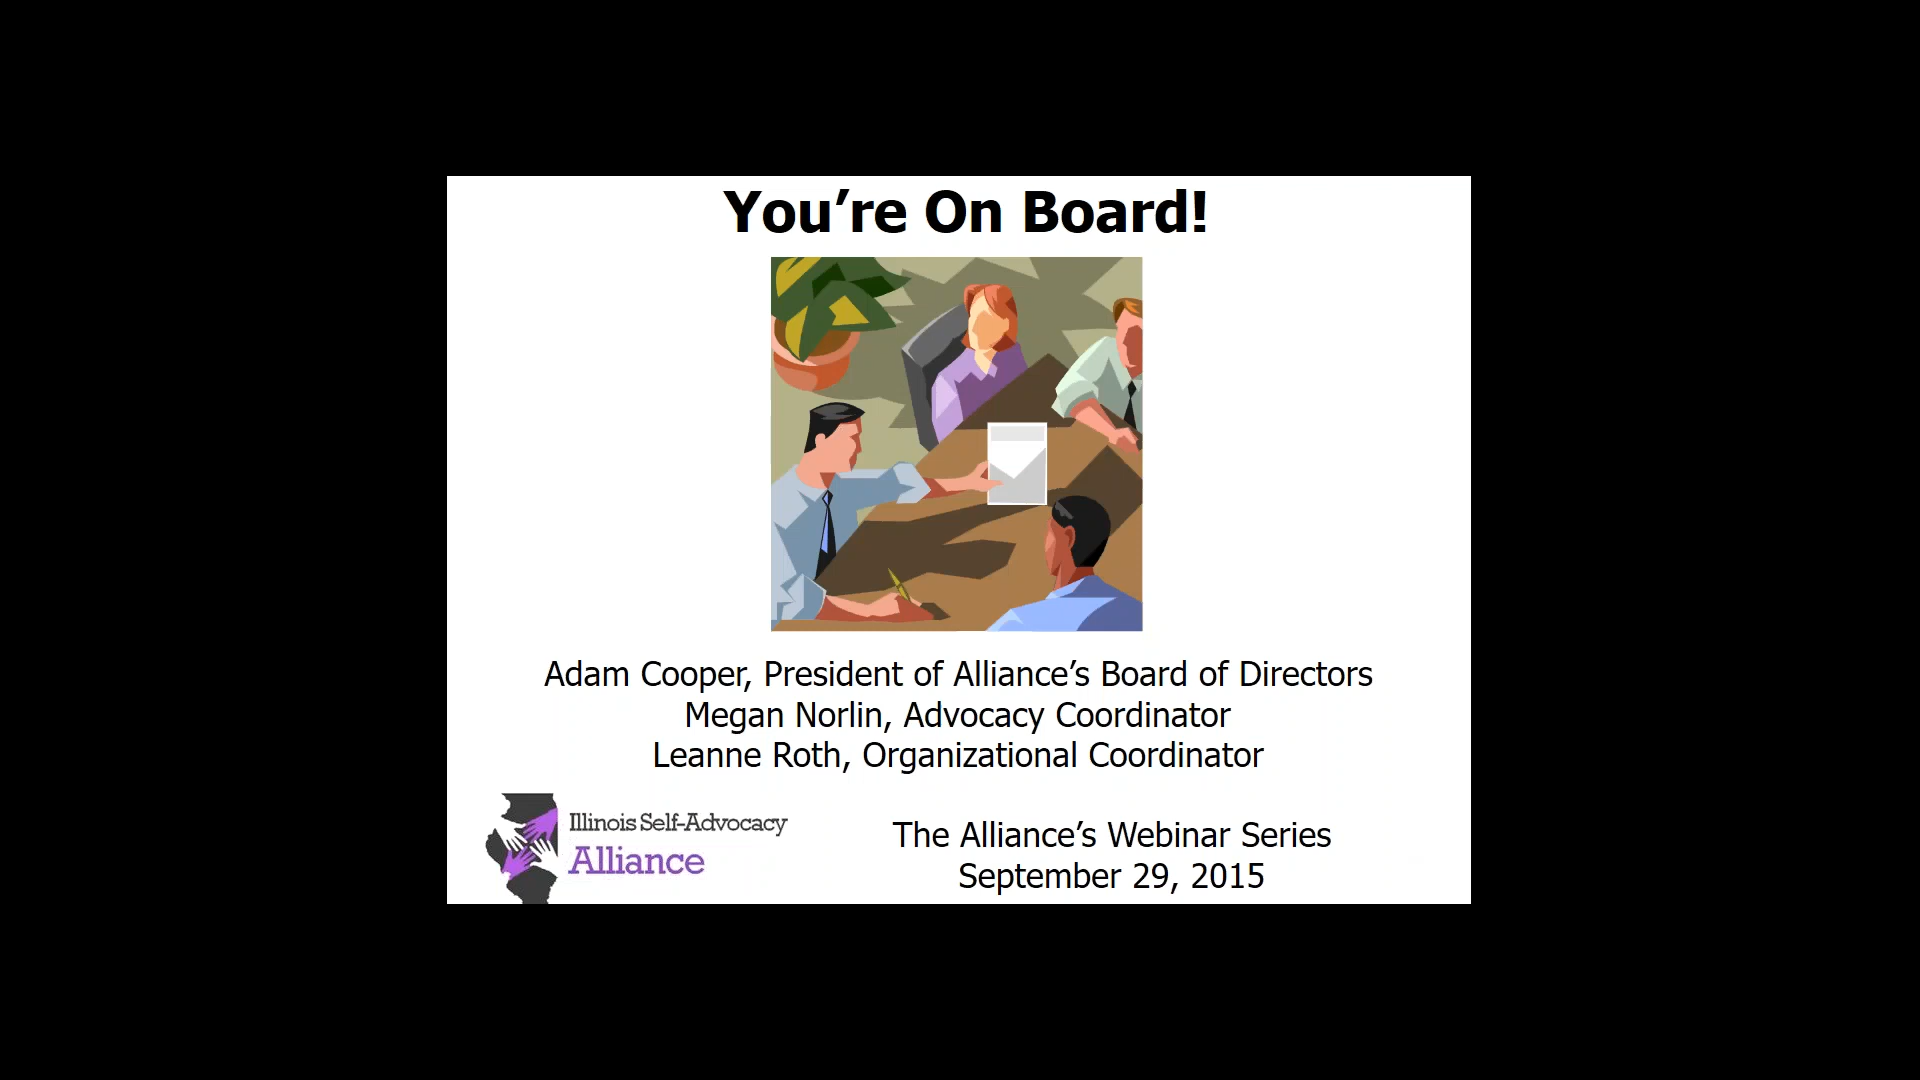 You’re On Board!
Adam Cooper, President of Alliance’s Board of Directors
Megan Norlin, Advocacy Coordinator
Leanne Roth, Organizational Coordinator
Illinois Self-Advocacy
Alliance
The Alliance’s Webinar Series
September 29, 2015